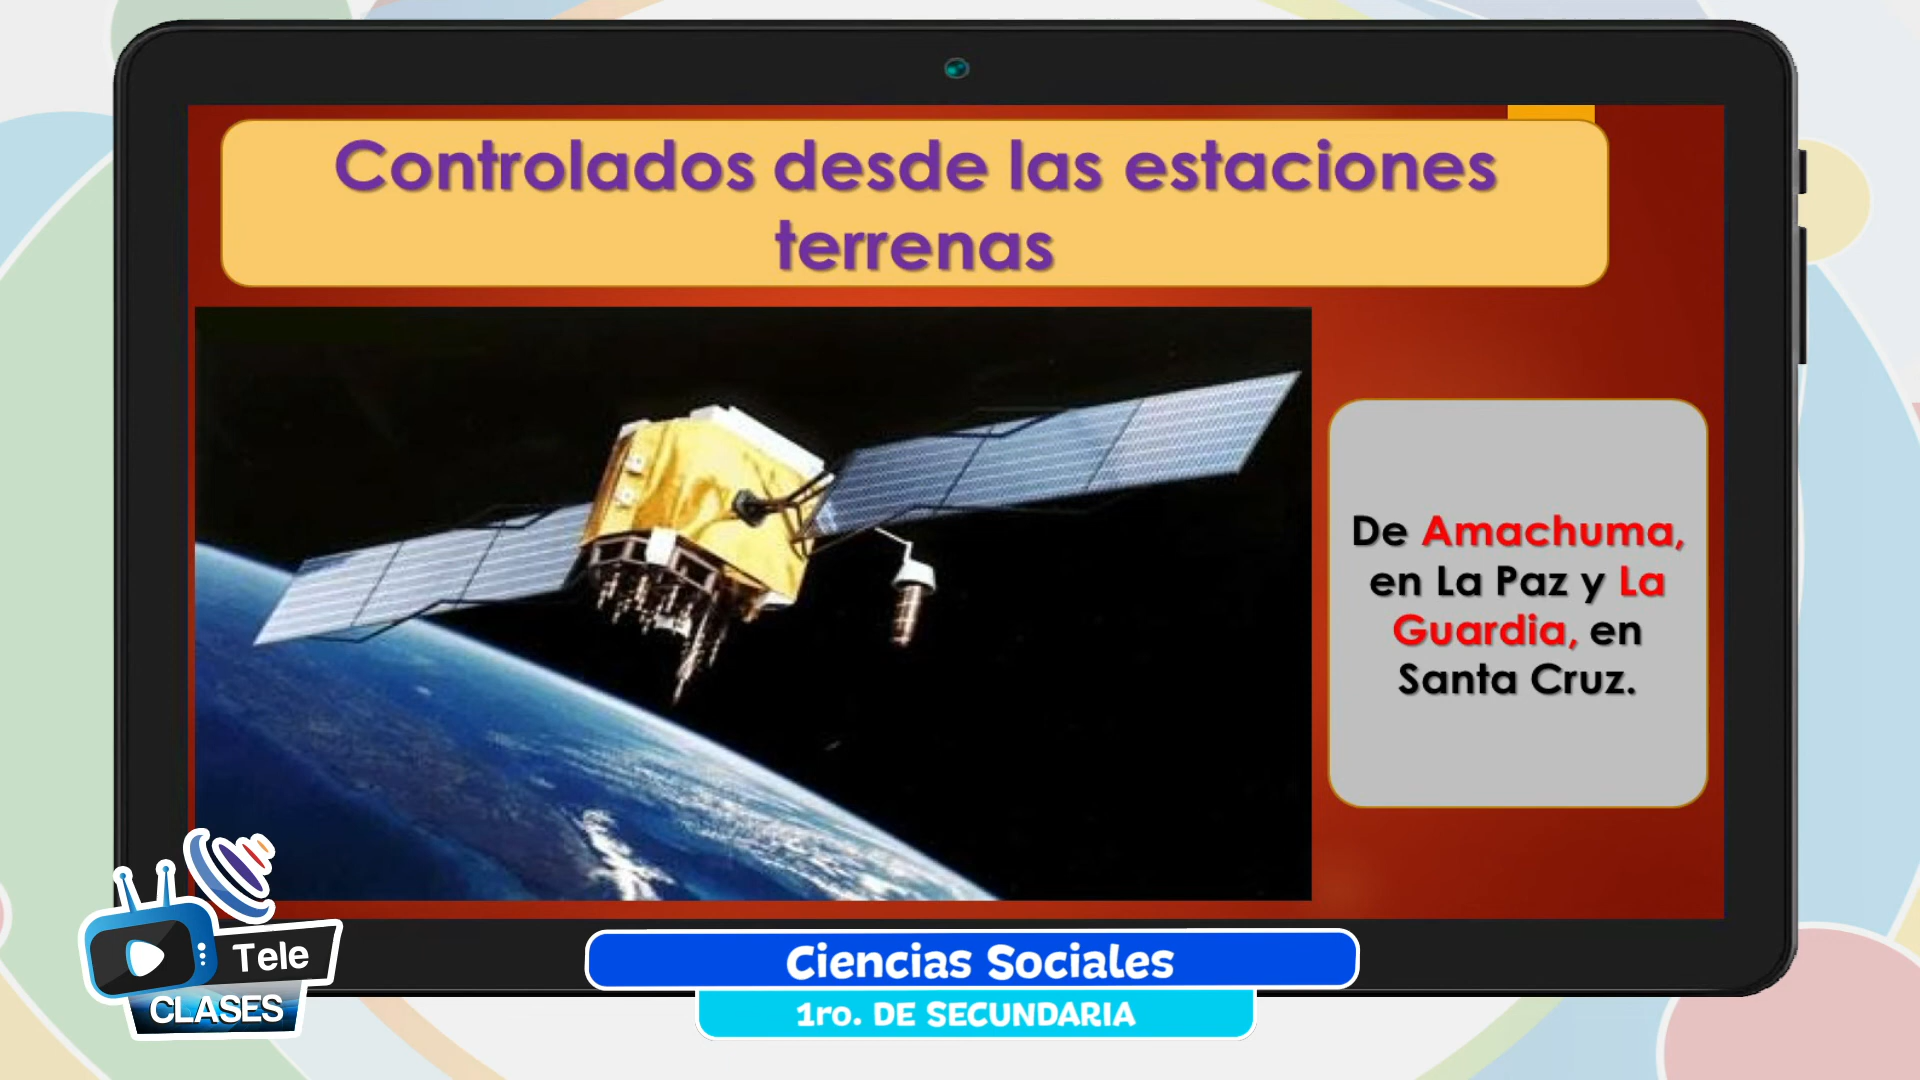 Controlados desde las estaciones
terrenas
De Amachuma,
en La Paz y La
Guardia, en
Santa Cruz.
Tele
CLASES
Ciencias Sociales
1ro. DE SECUNDARIA